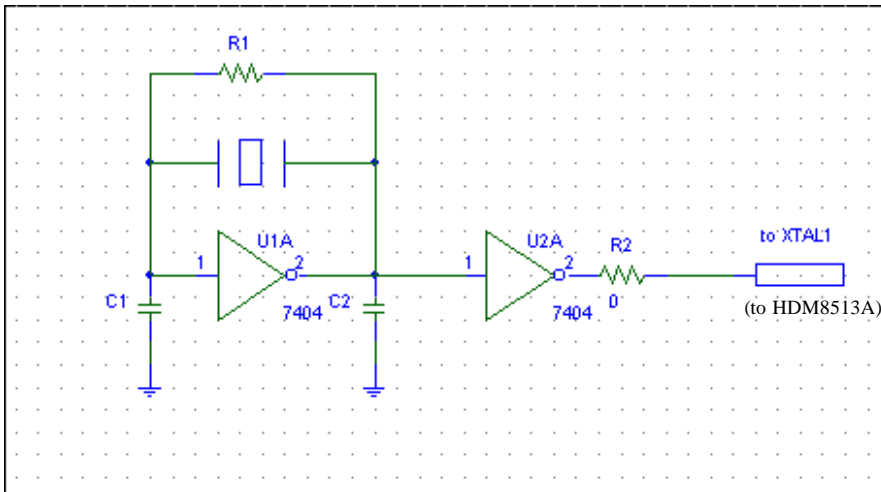 R1
U1A
1
2
7404
C1
C2
U2A
1
2
7404
R2
0
to XTAL1
(to HDM8513A)